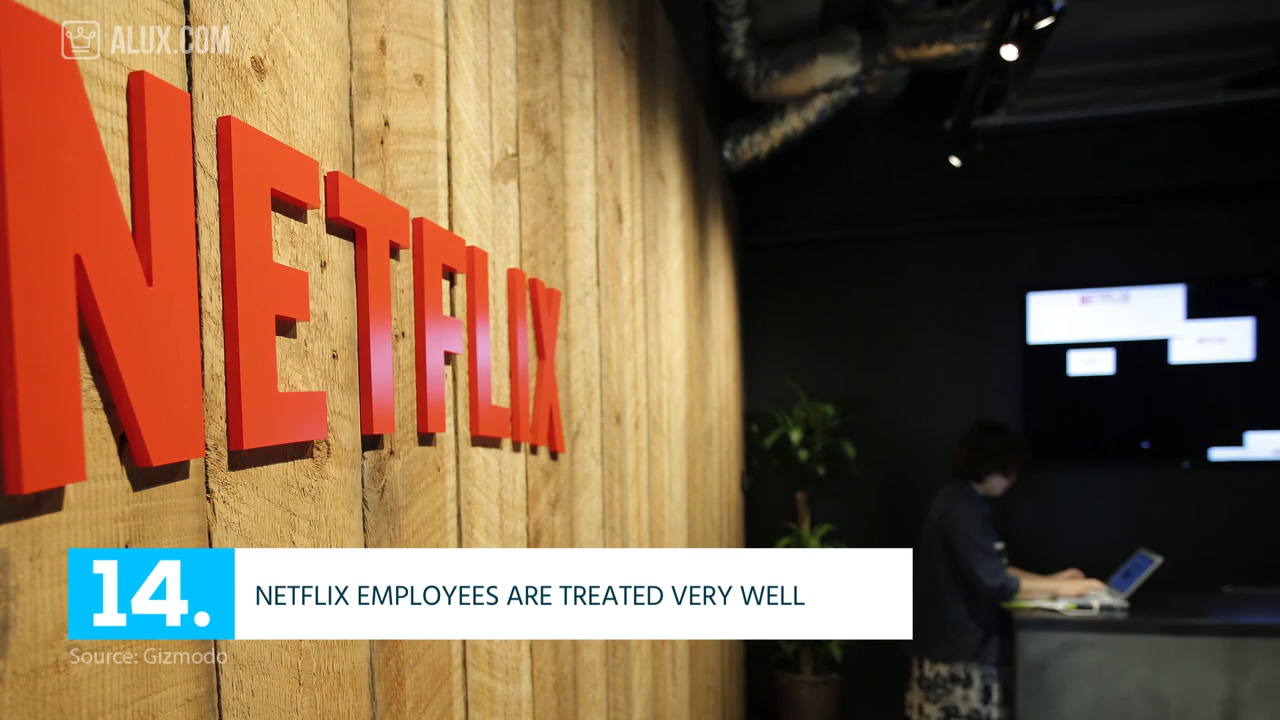 ALUX.COM
NETFLIX
14.
NETFLIX EMPLOYEES ARE TREATED VERY WELL
Source: Gizmodo